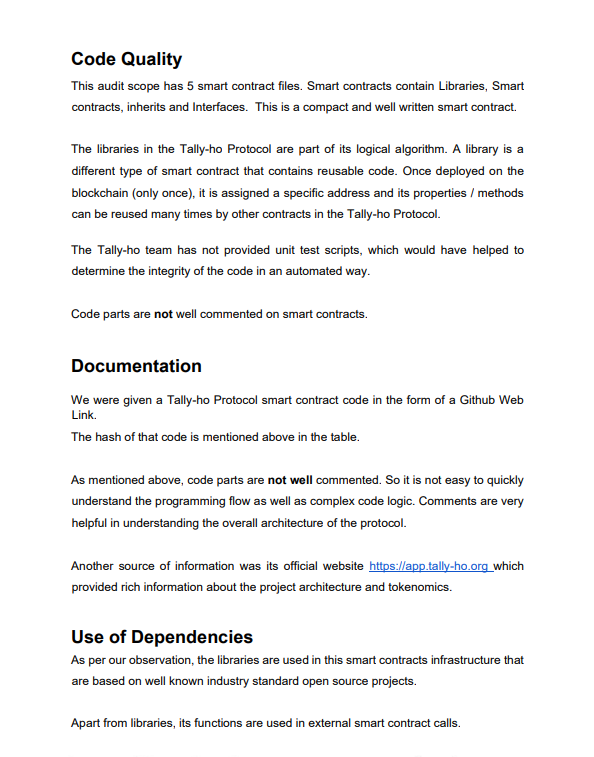 Code Quality
This audit scope has 5 smart contract files. Smart contracts contain Libraries, Smart
contracts, inherits and Interfaces. This is a compact and well written smart contract.
The libraries in the Tally-ho Protocol are part of its logical algorithm. A library is a
different type of smart contract that contains reusable code. Once deployed on the
blockchain (only once), it is assigned a specific address and its properties / methods
can be reused many times by other contracts in the Tally-ho Protocol.
The Tally-ho team has not provided unit test scripts, which would have helped to
determine the integrity of the code in an automated way.
Code parts are not well commented on smart contracts.
Documentation
We were given a Tally-ho Protocol smart contract code in the form of a Github Web
Link.
The hash of that code is mentioned above in the table.
As mentioned above, code parts are not well commented. So it is not easy to quickly
understand the programming flow as well as complex code logic. Comments are very
helpful in understanding the overall architecture of the protocol.
Another source of information was its official website https://app.tally-ho.org which
provided rich information about the project architecture and tokenomics.
Use of Dependencies
As per our observation, the libraries are used in this smart contracts infrastructure that
are based on well known industry standard open source projects.
Apart from libraries, its functions are used in external smart contract calls.